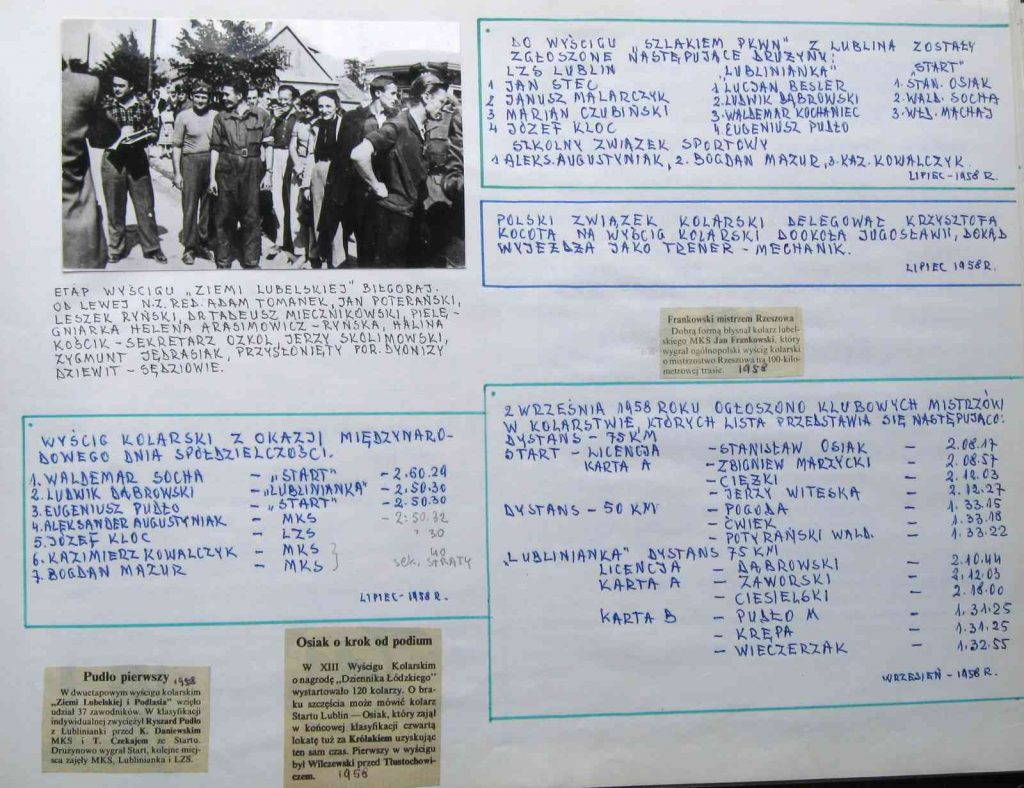 ETAP WYŚCIGU „ZIEMI LUBELSKIEJ" BIŁGORAJ.
OD LEWEJ N.Z. RED. ADAM TOMANEK, JAN POTERAŃSKI,
LESZEK RYŃSKI, DR TADEUSZ MIECZNIKOWSKI, PIELĘ-
GNIARKA HELENA ARASIMOWICZ – RYŃSKA, HALINA
KOŚCIK – SEKRETARZ OZKOL, JERZY SKOLIMOWSKI,
ZYGMUNT JĘDRASIAK, PRZYSŁONIĘTY POR. DYONIZY
DZIEWIT – SĘDZIOWIE.
WYŚCIG KOLARSKI Z OKAZJI MIĘDZYNARO-
DOWEGO DNIA SPÓŁDZIELCZOŚCI.
1. WALDEMAR SOCHA – „START" – 2.60.29
2. LUDWIK DĄBROWSKI – „LUBLINIANKA" – 2.50.30
3. EUGENIUSZ PUDŁO – „START" – 2.50.30
4. ALEKSANDER AUGUSTYNIAK – MKS – 2:50.32
5. JÓZEF KLOC – LZS 30
6. KAZIMIERZ KOWALCZYK – MKS } 40
7. BOGDAN MAZUR – MKS sek. STRATY
LIPIEC – 1958 R.
Pudło pierwszy 1958
W dwuetapowym wyścigu kolarskim
„Ziemi Lubelskiej i Podlasia" wzięło
udział 37 zawodników. W klasyfikacji
indywidualnej zwyciężył Ryszard Pudło
z Lublinianki przed K. Daniewskim
MKS i T. Czekajem ze Startu.
Drużynowo wygrał Start, kolejne miej-
sca zajęły MKS, Lublinianka i LZS.
Osiak o krok od podium
W XIII Wyścigu Kolarskim
o nagrodę „Dziennika Łódzkiego"
wystartowało 120 kolarzy. O bra-
ku szczęścia może mówić kolarz
Startu Lublin — Osiak, który zajął
w końcowej klasyfikacji czwartą
lokatę tuż za Królakiem uzyskując
ten sam czas. Pierwszy w wyścigu
był Wilczewski przed Tłustochowi-
czem. 1958
DO WYŚCIGU „SZLAKIEM PKWN" Z LUBLINA ZOSTAŁY
ZGŁOSZONE NASTĘPUJĄCE DRUŻYNY:
LZS LUBLIN „LUBLINIANKA" „START"
1 JAN STEC 1 LUCJAN BESLER 1. STAN. OSIAK
2 JANUSZ MALARCZYK 2. LUDWIK DĄBROWSKI 2. WALD. SOCHA
3 MARIAN CZUBIŃSKI 3. WALDEMAR KOCHANIEC 3. WŁD. MACHAJ
4 JÓZEF KLOC 4. EUGENIUSZ PUDŁO
SZKOLNY ZWIĄZEK SPORTOWY
1 ALEKS. AUGUSTYNIAK, 2. BOGDAN MAZUR, 3. KAZ. KOWALCZYK.
LIPIEC – 1958 R.
POLSKI ZWIĄZEK KOLARSKI DELEGOWAŁ KRZYSZTOFA
KOCOTA NA WYŚCIG KOLARSKI DOOKOŁA JUGOSŁAWII, DOKĄD
WYJEŻDŻA JAKO TRENER – MECHANIK.
LIPIEC 1958 R.
Frankowski mistrzem Rzeszowa
Dobrą formą błysnął kolarz lubel-
skiego MKS Jan Frankowski, który
wygrał ogólnopolski wyścig kolarski
o mistrzostwo Rzeszowa na 100-kilo-
metrowej trasie. 1958
2 WRZEŚNIA 1958 ROKU OGŁOSZONO KLUBOWYCH MISTRZÓW
W KOLARSTWIE, KTÓRYCH LISTA PRZEDSTAWIA SIĘ NASTĘPUJĄCO:
DYSTANS – 75 KM
START – LICENCJA – STANISŁAW OSIAK – 2.08.17
KARTA A – ZBIGNIEW MARZYCKI – 2.08.57
– CIĘZKI – 2.12.03
– JERZY WITESKA – 2.12.27
DYSTANS – 50 KM – POGODA – 1.33.15
– ĆWIEK – 1.33.18
– POTYRAŃSKI WALD. – 1.33.22
„LUBLINIANKA" DYSTANS 75 KM
LICENCJA – DĄBROWSKI – 2.10.44
KARTA A – ZAWORSKI – 2.12.03
– CIESIELSKI – 2.18.00
KARTA B – PUDŁO M – 1.31.25
– KRĘPA – 1.31.25
– WIECZERZAK – 1.32.55
WRZESIEŃ – 1958 R.